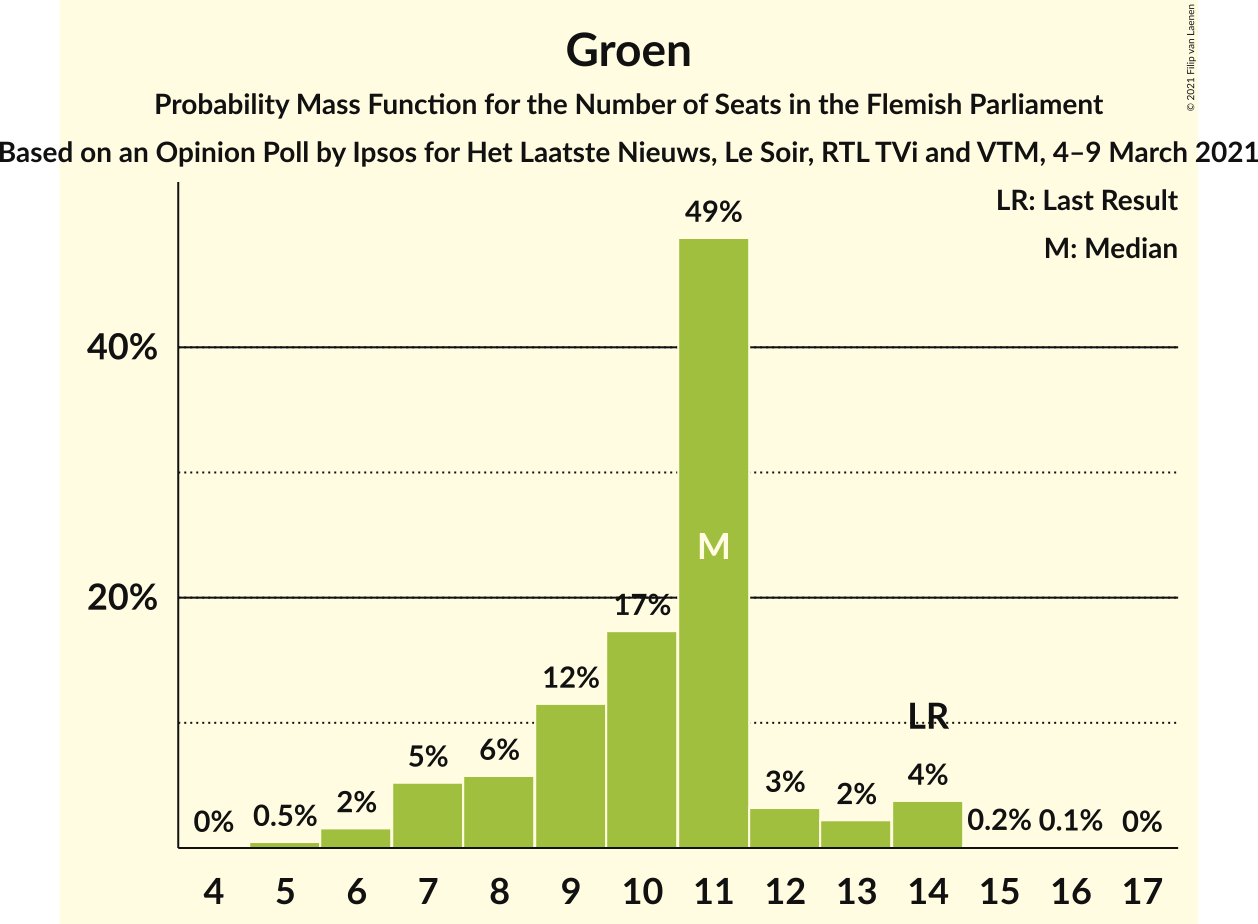 Groen
Probability Mass Function for the Number of Seats in the Flemish Parliament
Based on an Opinion Poll by Ipsos for Het Laatste Nieuws, Le Soir, RTL TVi and VTM, 4–9 March 2021
© 2021 Filip van Laenen
LR: Last Result
M: Median
49%
40%
M
20%
17%
12%
LR
5%
6%
4%
0%
0.5%
2%
3%
2%
0.2%
0.1%
0%
4 5 6 7 8 9 10 11 12 13 14 15 16 17